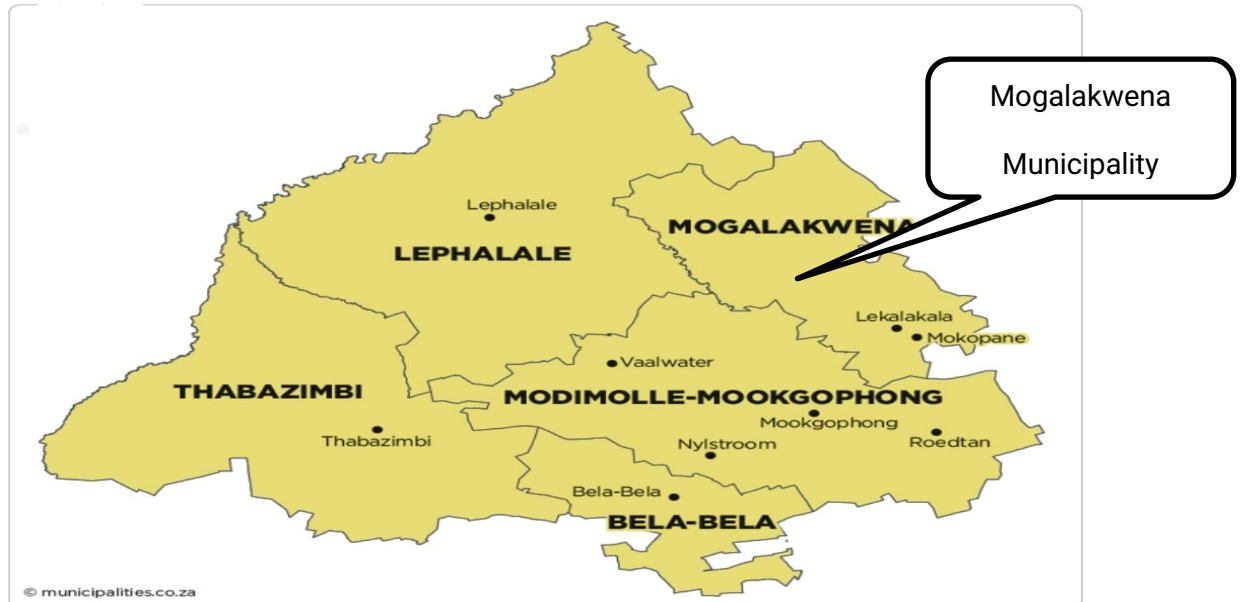 Mogalakwena
Municipality
Lephalale
MOGALAKWENA
LEPHALALE
Lekalakala
Mokopane
Vaalwater
THABAZIMBI
MODIMOLLE-MOOKGOPHONG
Mookgophong
Thabazimbi
Nylstroom
Roedtan
Bela-Bela
BELA-BELA
© municipalities.co.za